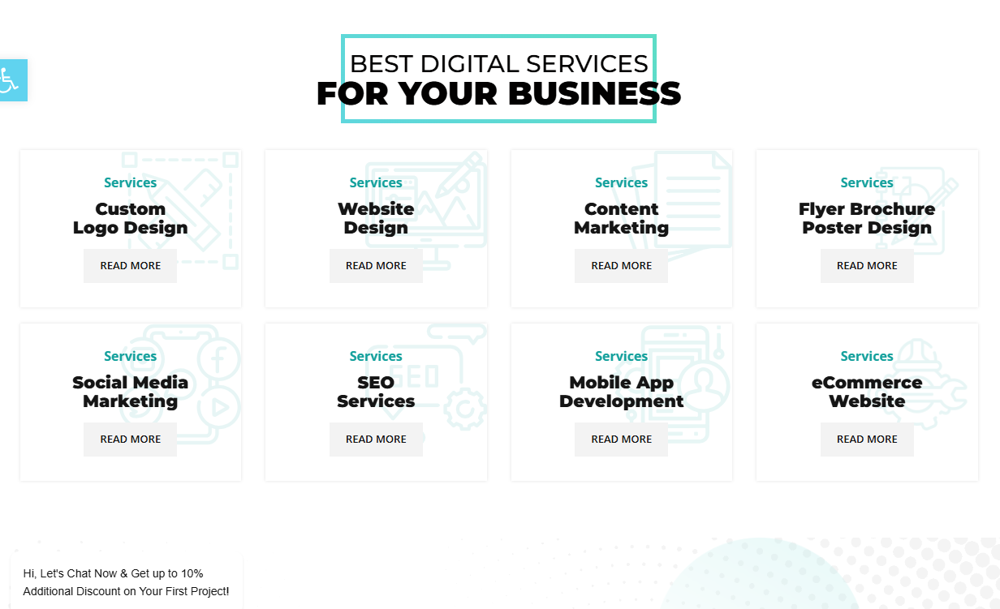 BEST DIGITAL SERVICES
FOR YOUR BUSINESS
Services
Custom
Logo Design
READ MORE
Services
Website
Design
READ MORE
Services
Content
Marketing
READ MORE
Services
Flyer Brochure
Poster Design
READ MORE
Services
Social Media
Marketing
READ MORE
Services
SEO
Services
READ MORE
Services
Mobile App
Development
READ MORE
Services
eCommerce
Website
READ MORE
Hi, Let's Chat Now & Get up to 10%
Additional Discount on Your First Project!